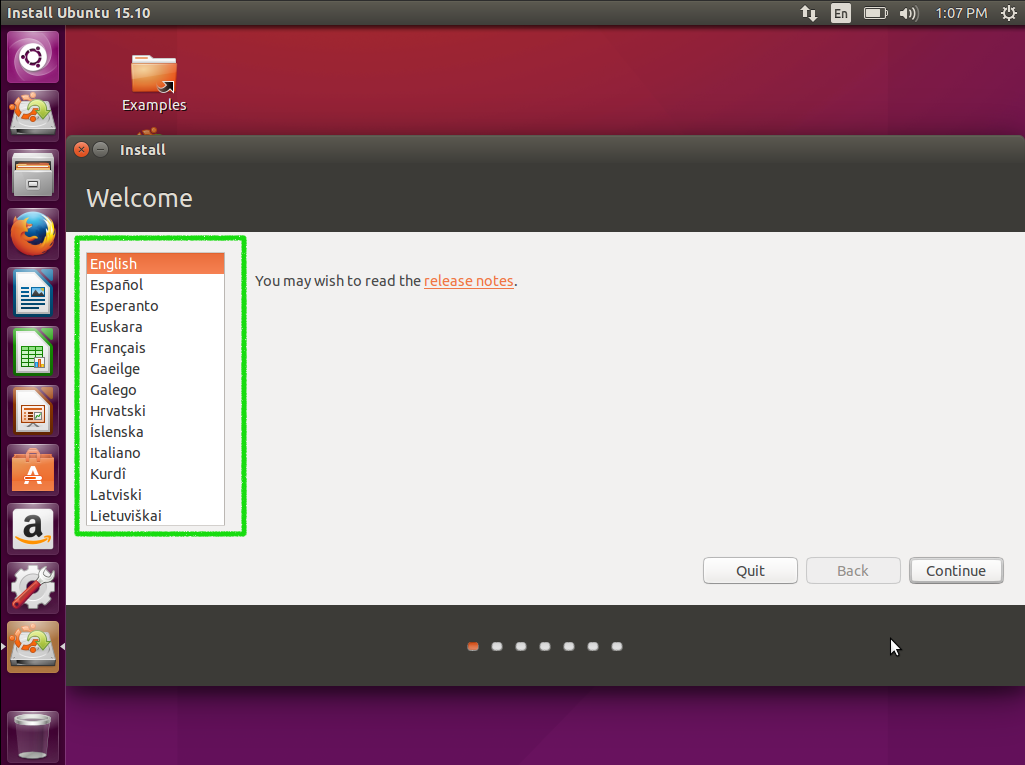 Install Ubuntu 15.10
En
1:07 PM
Examples
Install
Welcome
English
Español
Esperanto
Euskara
Français
Gaeilge
Galego
Hrvatski
Íslenska
Italiano
Kurdî
Latviski
Lietuviškai
You may wish to read the release notes.
Quit
Back
Continue